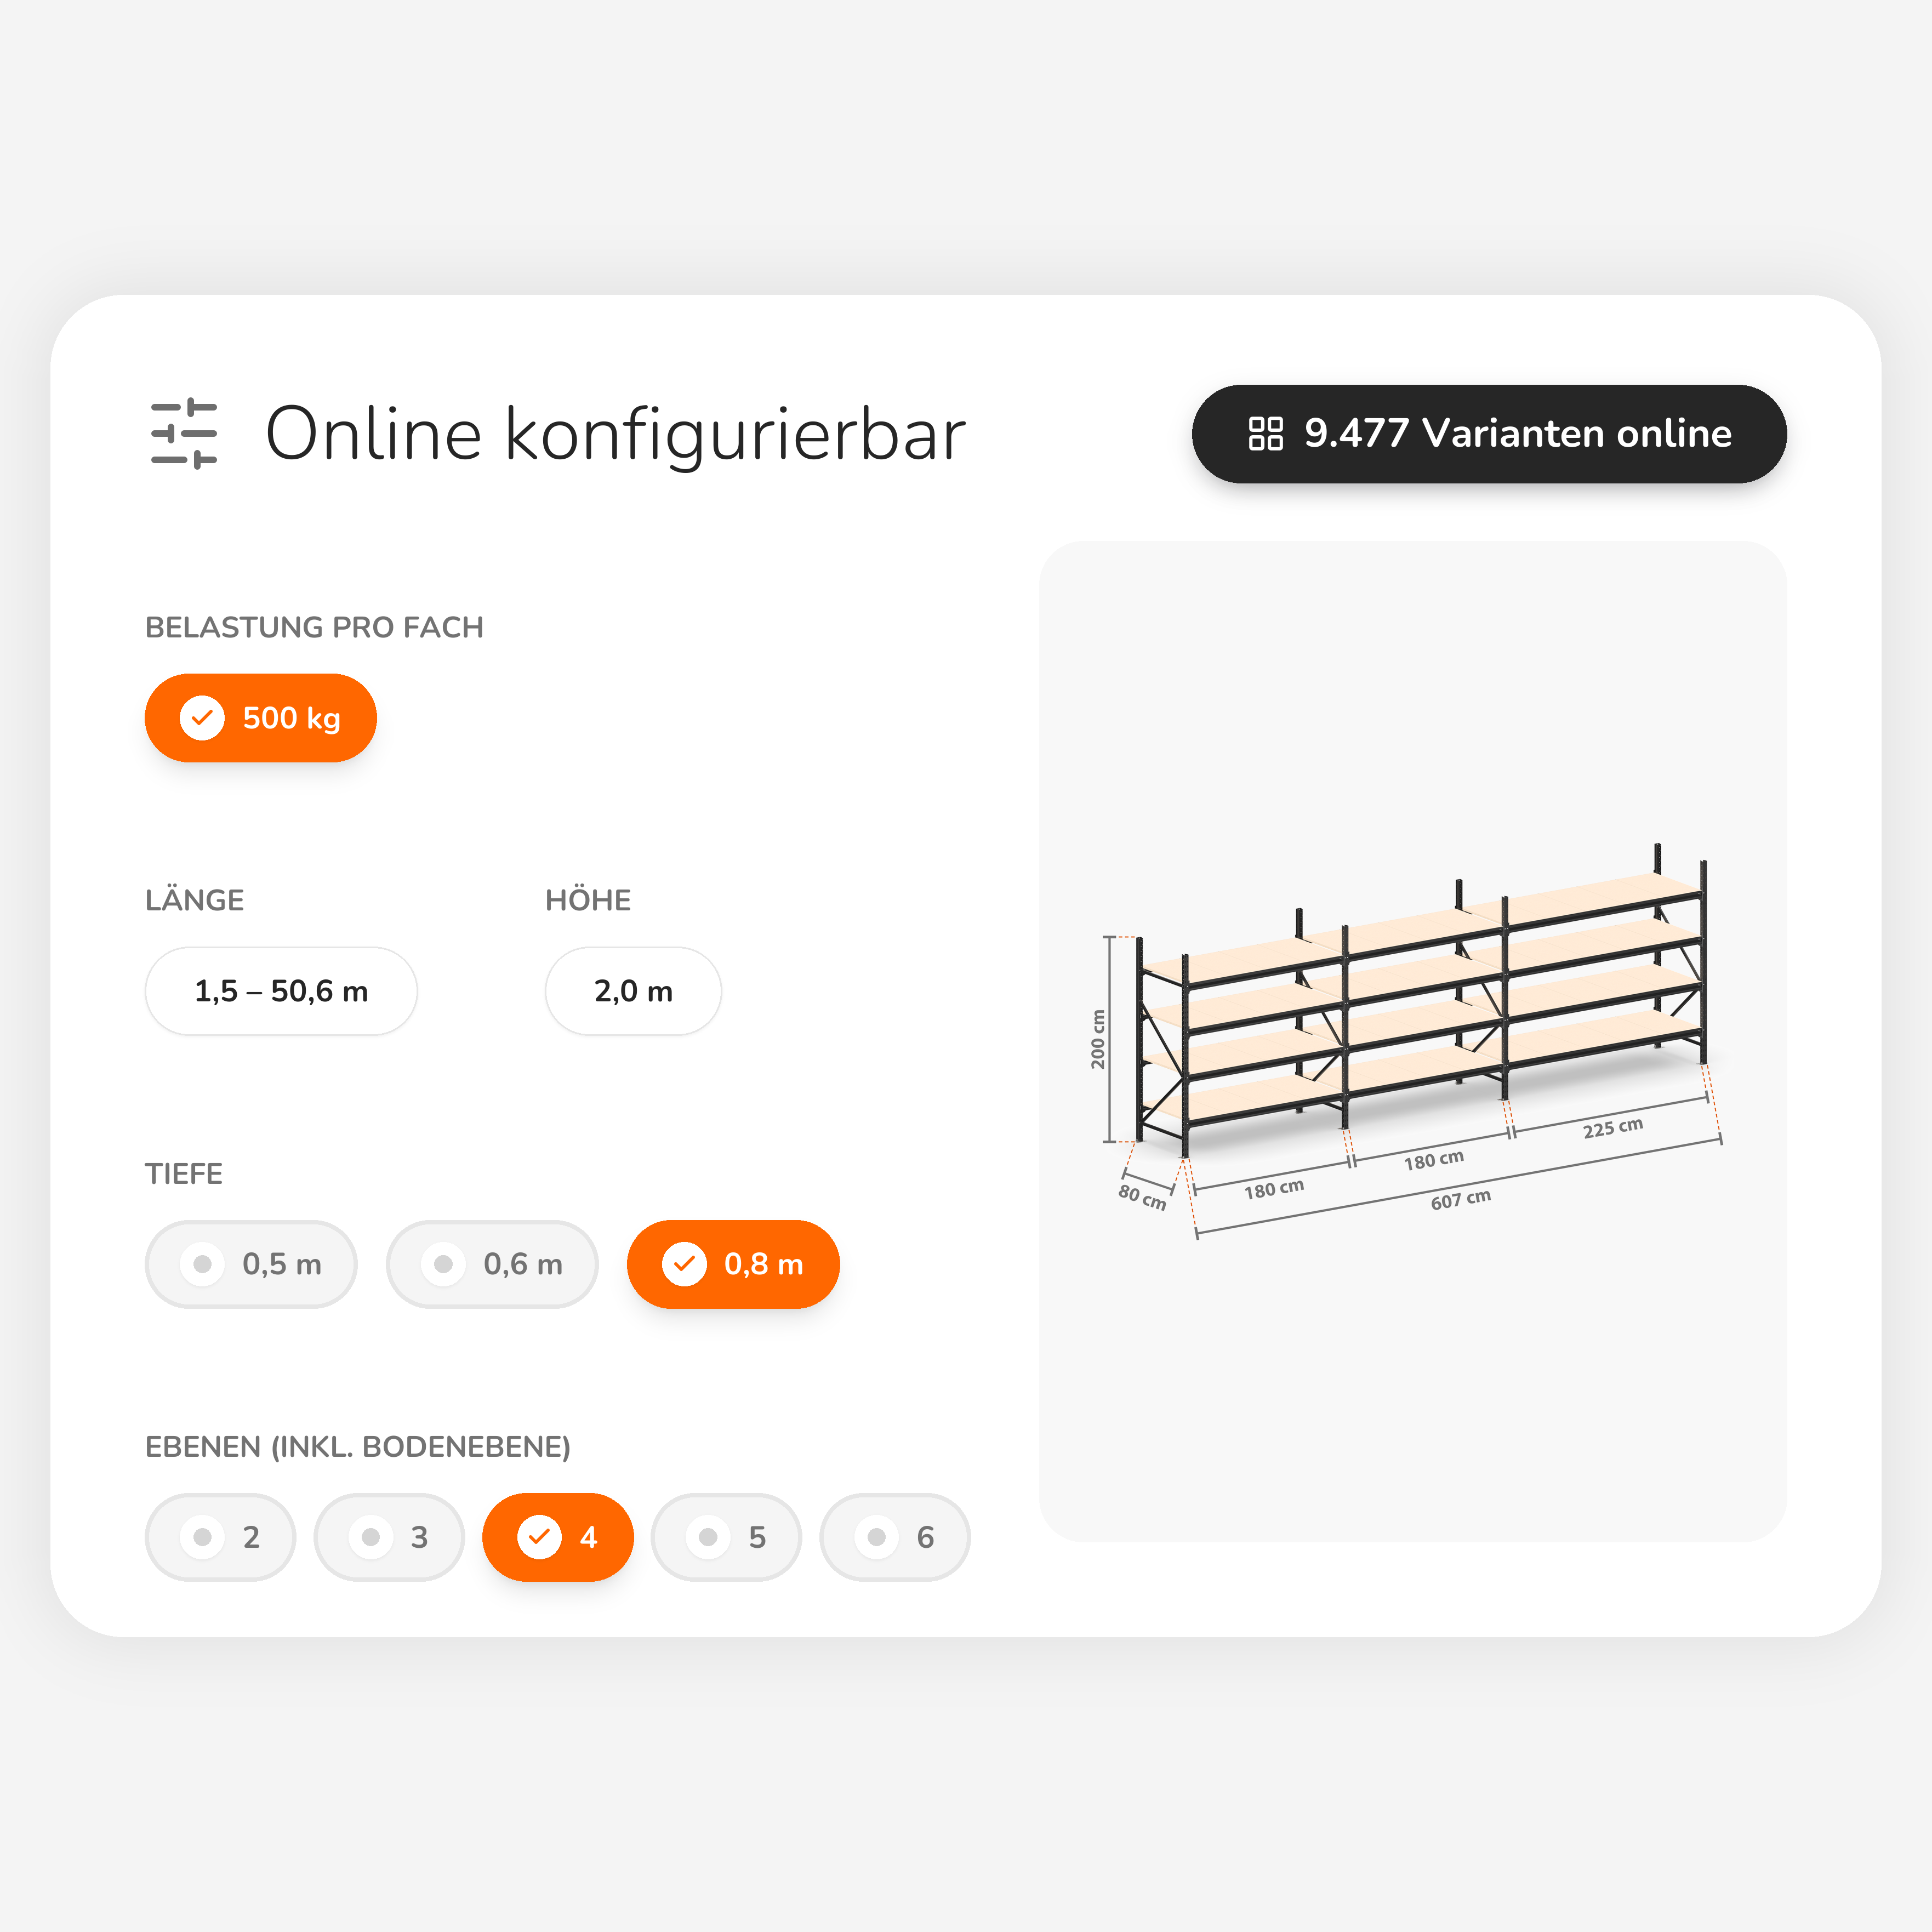 Online konfigurierbar
9.477 Varianten online
BELASTUNG PRO FACH
500 kg
LÄNGE
HÖHE
1,5 – 50,6 m
2,0 m
TIEFE
0,5 m
0,6 m
0,8 m
EBENEN (INKL. BODENEBENE)
2
3
4
5
6
200 cm
80 cm
180 cm
180 cm
225 cm
607 cm